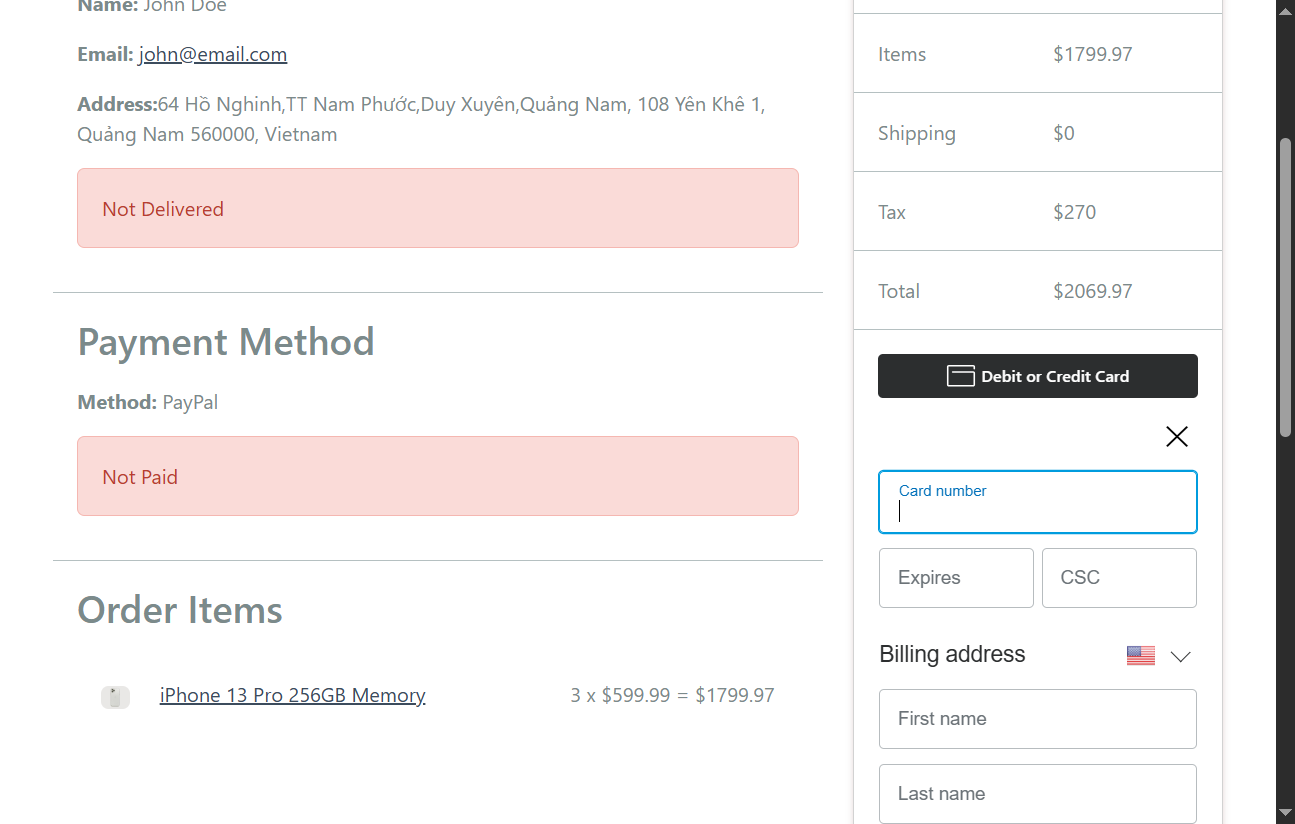 Name: John Doe
Email: john@email.com
Address:64 Hồ Nghinh,TT Nam Phước,Duy Xuyên,Quảng Nam, 108 Yên Khê 1,
Quảng Nam 560000, Vietnam
Not Delivered
Payment Method
Method: PayPal
Not Paid
Order Items
iPhone 13 Pro 256GB Memory 3 x $599.99 = $1799.97
Items $1799.97
Shipping $0
Tax $270
Total $2069.97
Debit or Credit Card
Card number
Expires CSC
Billing address
First name
Last name